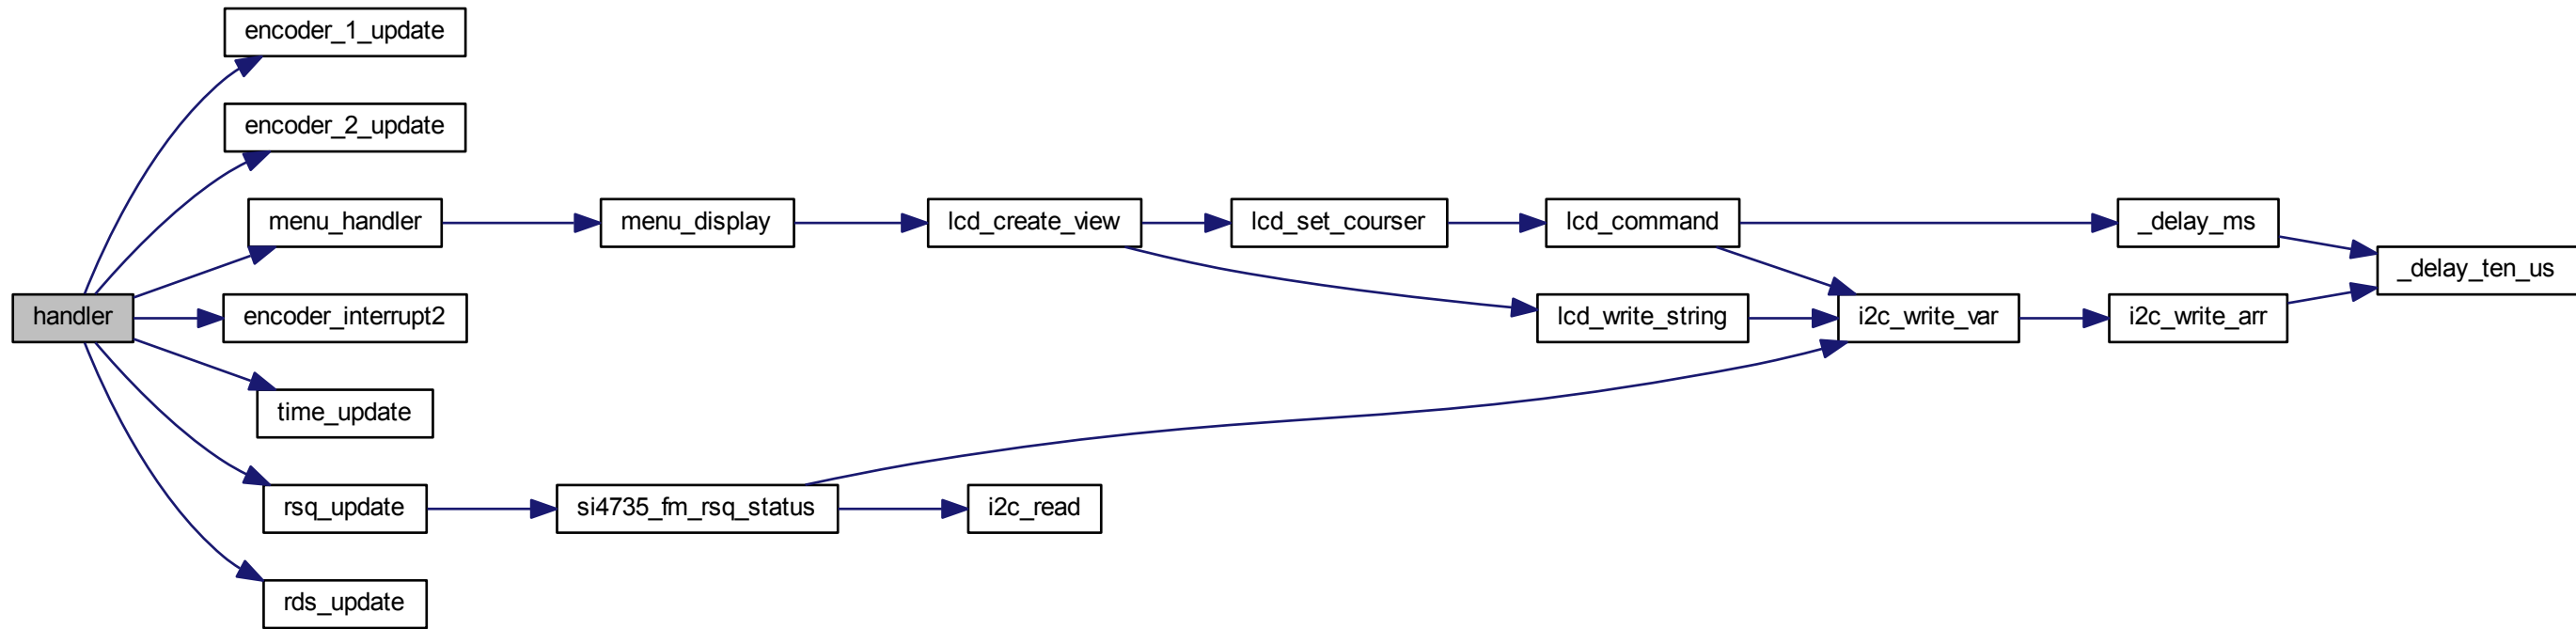 encoder_1_update
encoder_2_update
menu_handler
menu_display
lcd_create_view
lcd_set_courser
lcd_command
_delay_ms
_delay_ten_us
handler
encoder_interrupt2
lcd_write_string
i2c_write_var
i2c_write_arr
time_update
rsq_update
si4735_fm_rsq_status
i2c_read
rds_update